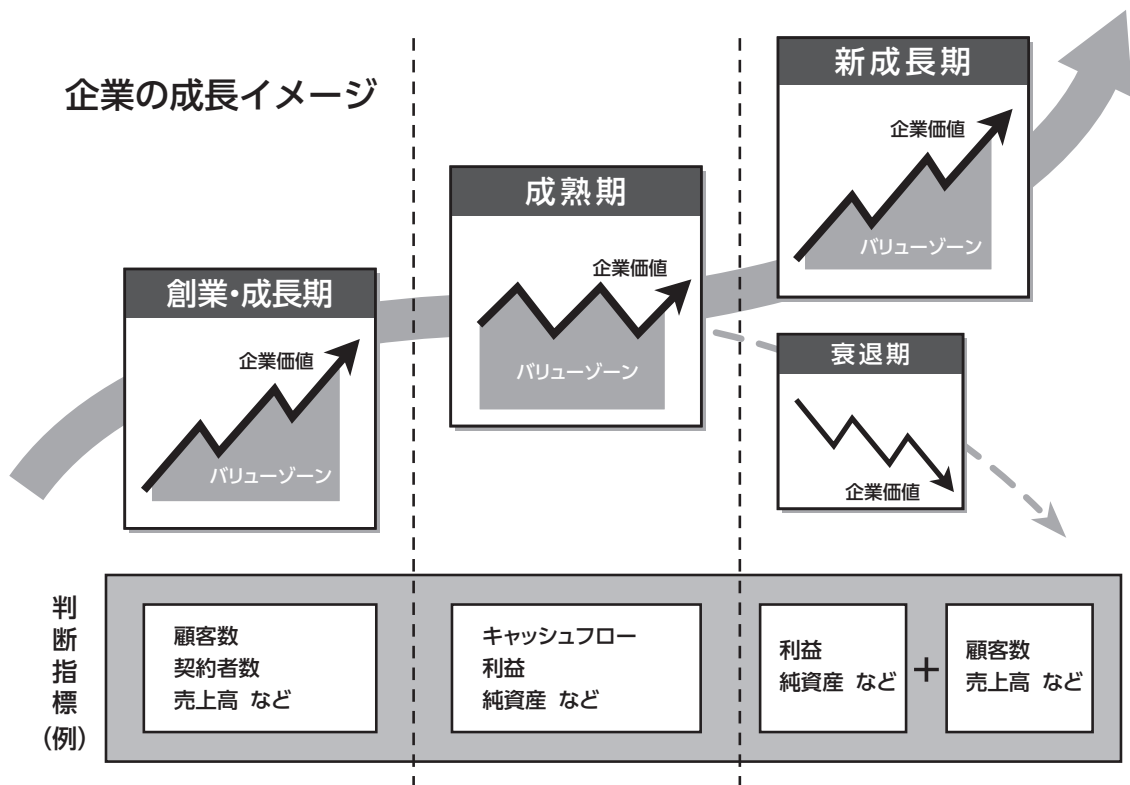 企業の成長イメージ
創業・成長期
企業価値
バリューゾーン
成熟期
企業価値
バリューゾーン
新成長期
企業価値
バリューゾーン
衰退期
企業価値
判断指標(例)
顧客数
契約者数
売上高 など
キャッシュフロー
利益
純資産 など
利益
純資産 など
+
顧客数
売上高 など